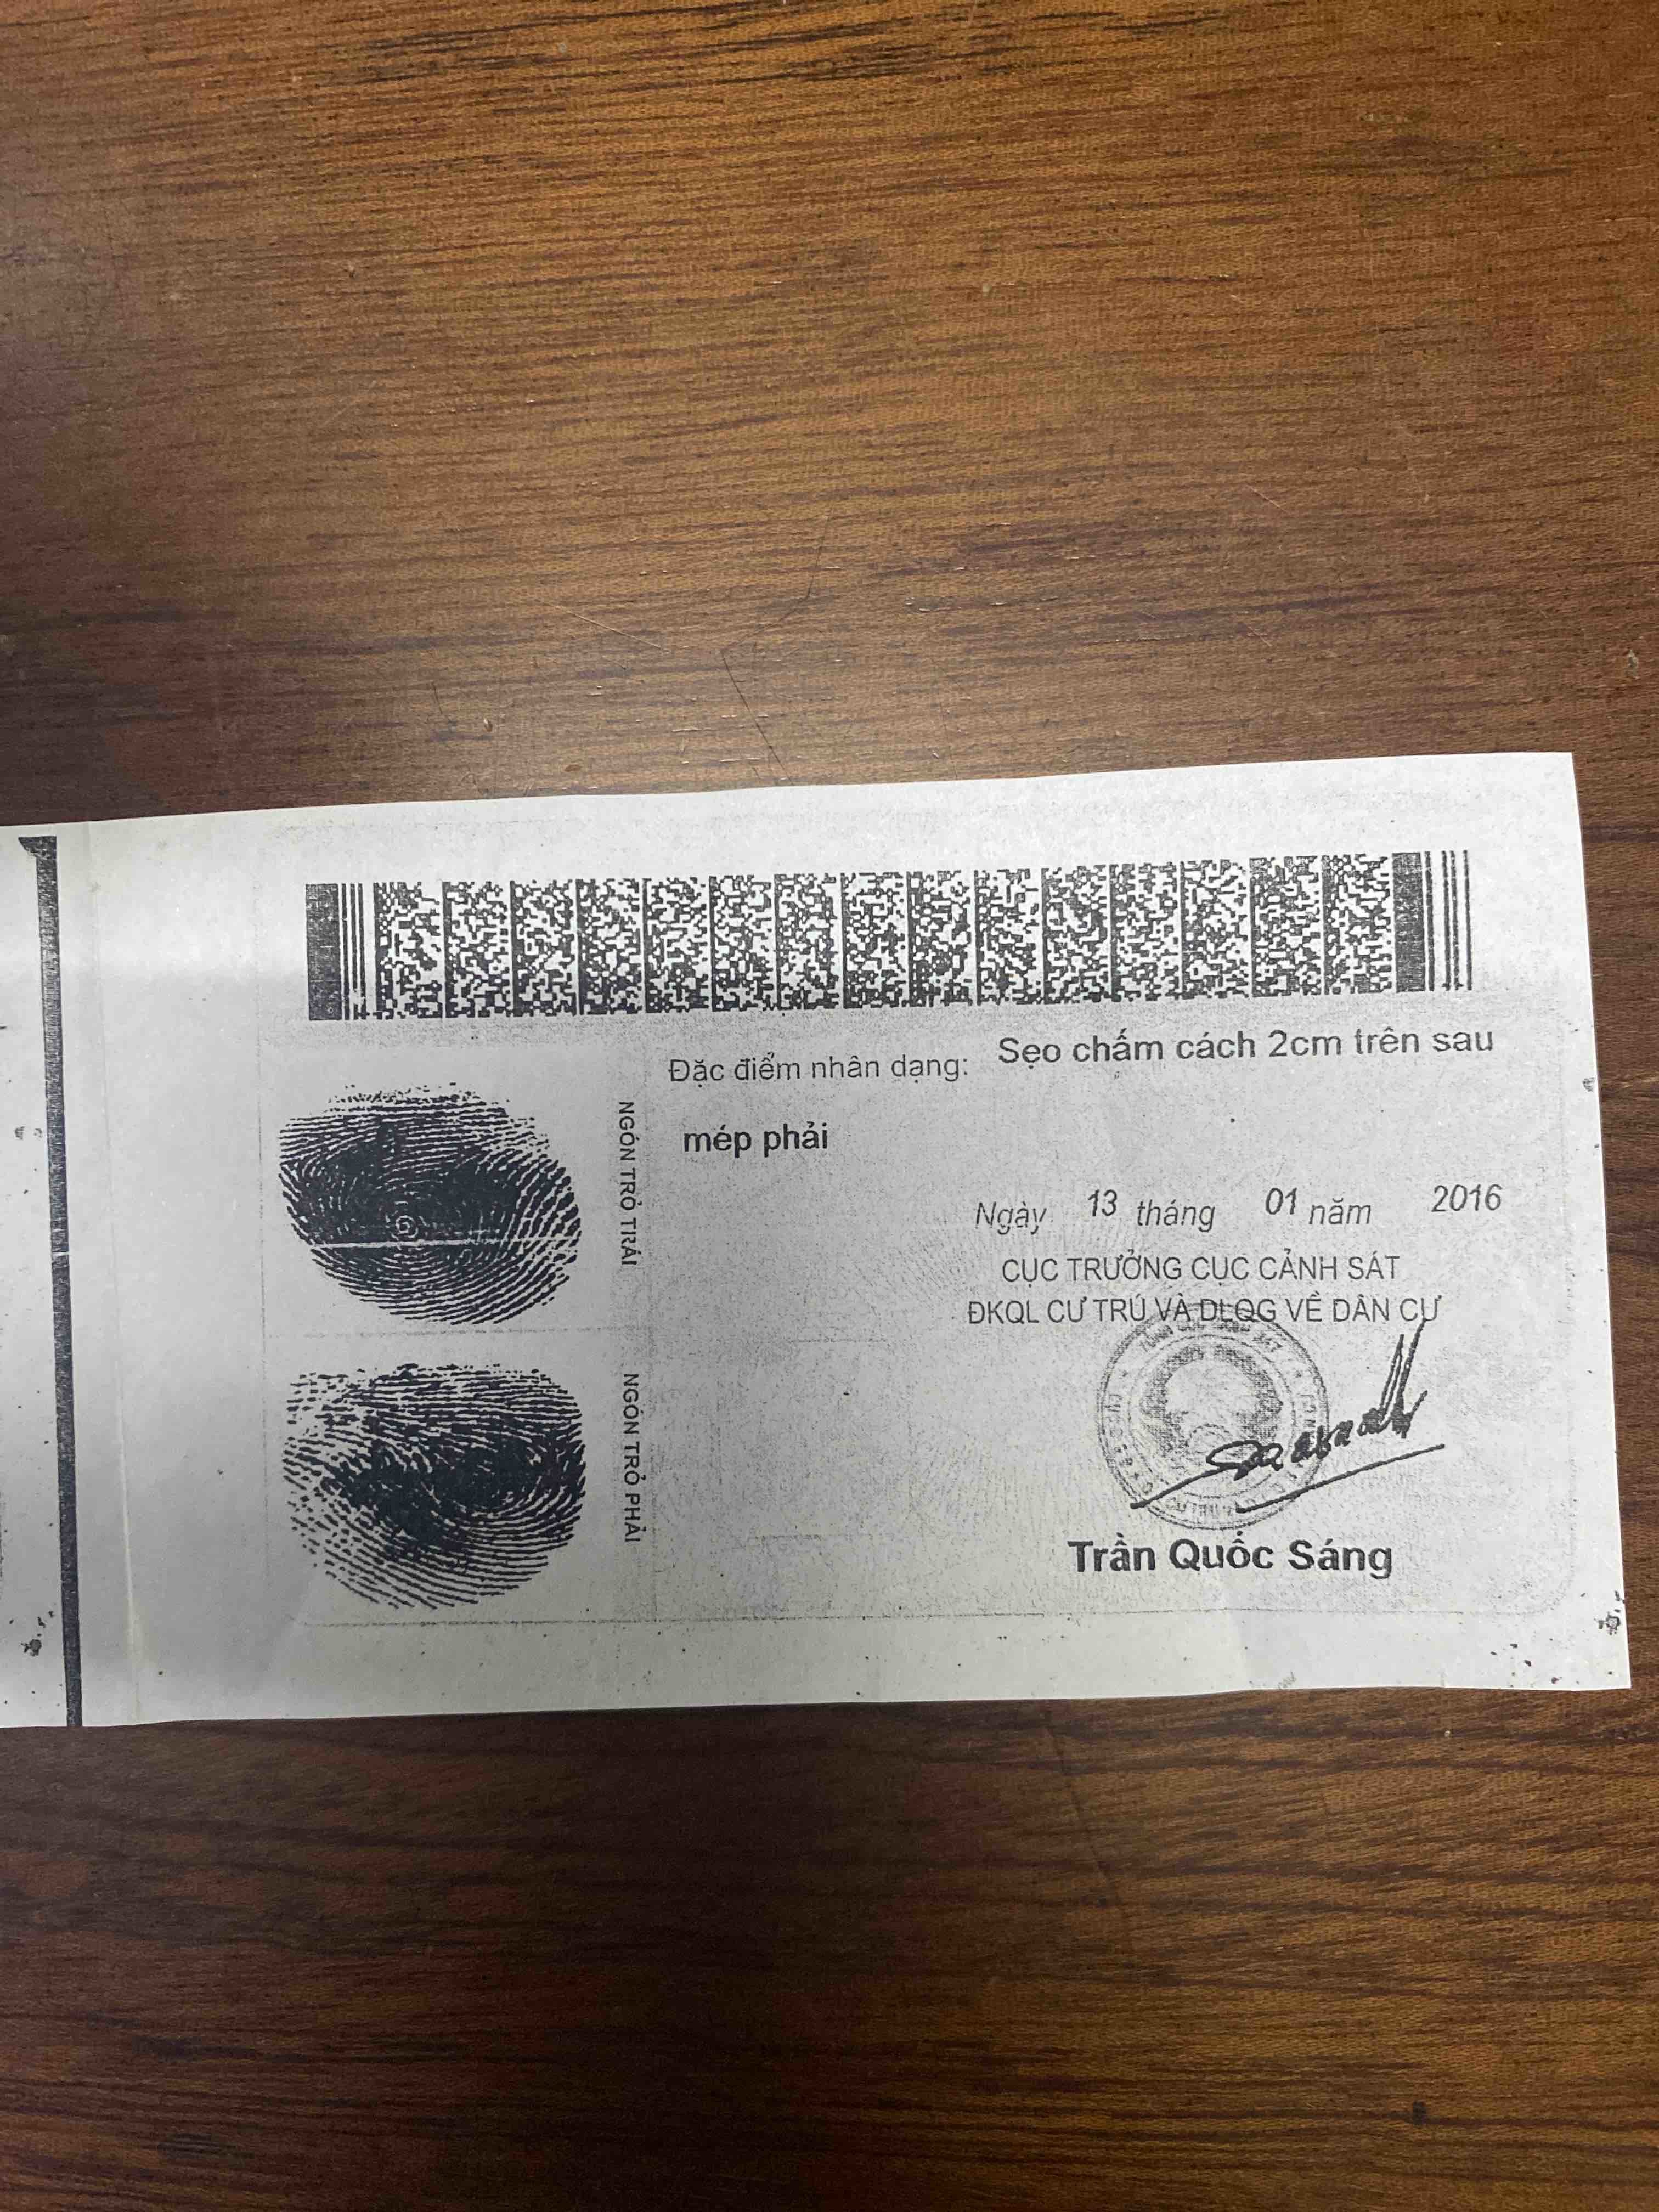 Đặc điểm nhân dạng: Sẹo chấm cách 2cm trên sau
mép phải
NGÓN TRỎ TRÁI
NGÓN TRỎ PHẢI
Ngày 13 tháng 01 năm 2016
CỤC TRƯỞNG CỤC CẢNH SÁT
ĐKQL CƯ TRÚ VÀ DLQG VỀ DÂN CƯ
Trần Quốc Sáng